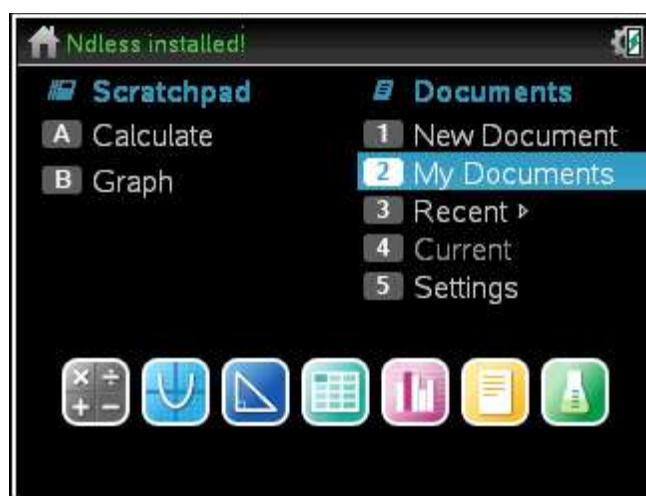 Ndless installed!
Scratchpad
A Calculate
B Graph
Documents
1 New Document
2 My Documents
3 Recent ▹
4 Current
5 Settings